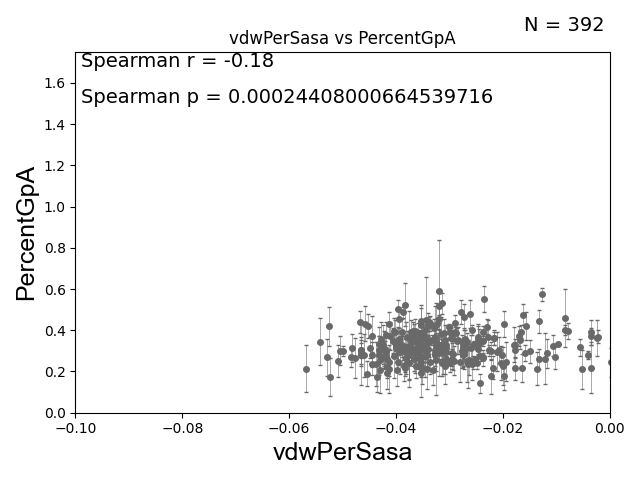 N = 392
vdwPerSasa vs PercentGpA
Spearman r = -0.18
Spearman p = 0.00024408000664539716
1.6
1.4
1.2
1.0
0.8
0.6
0.4
0.2
0.0
PercentGpA
−0.10
−0.08
−0.06
−0.04
−0.02
0.00
vdwPerSasa